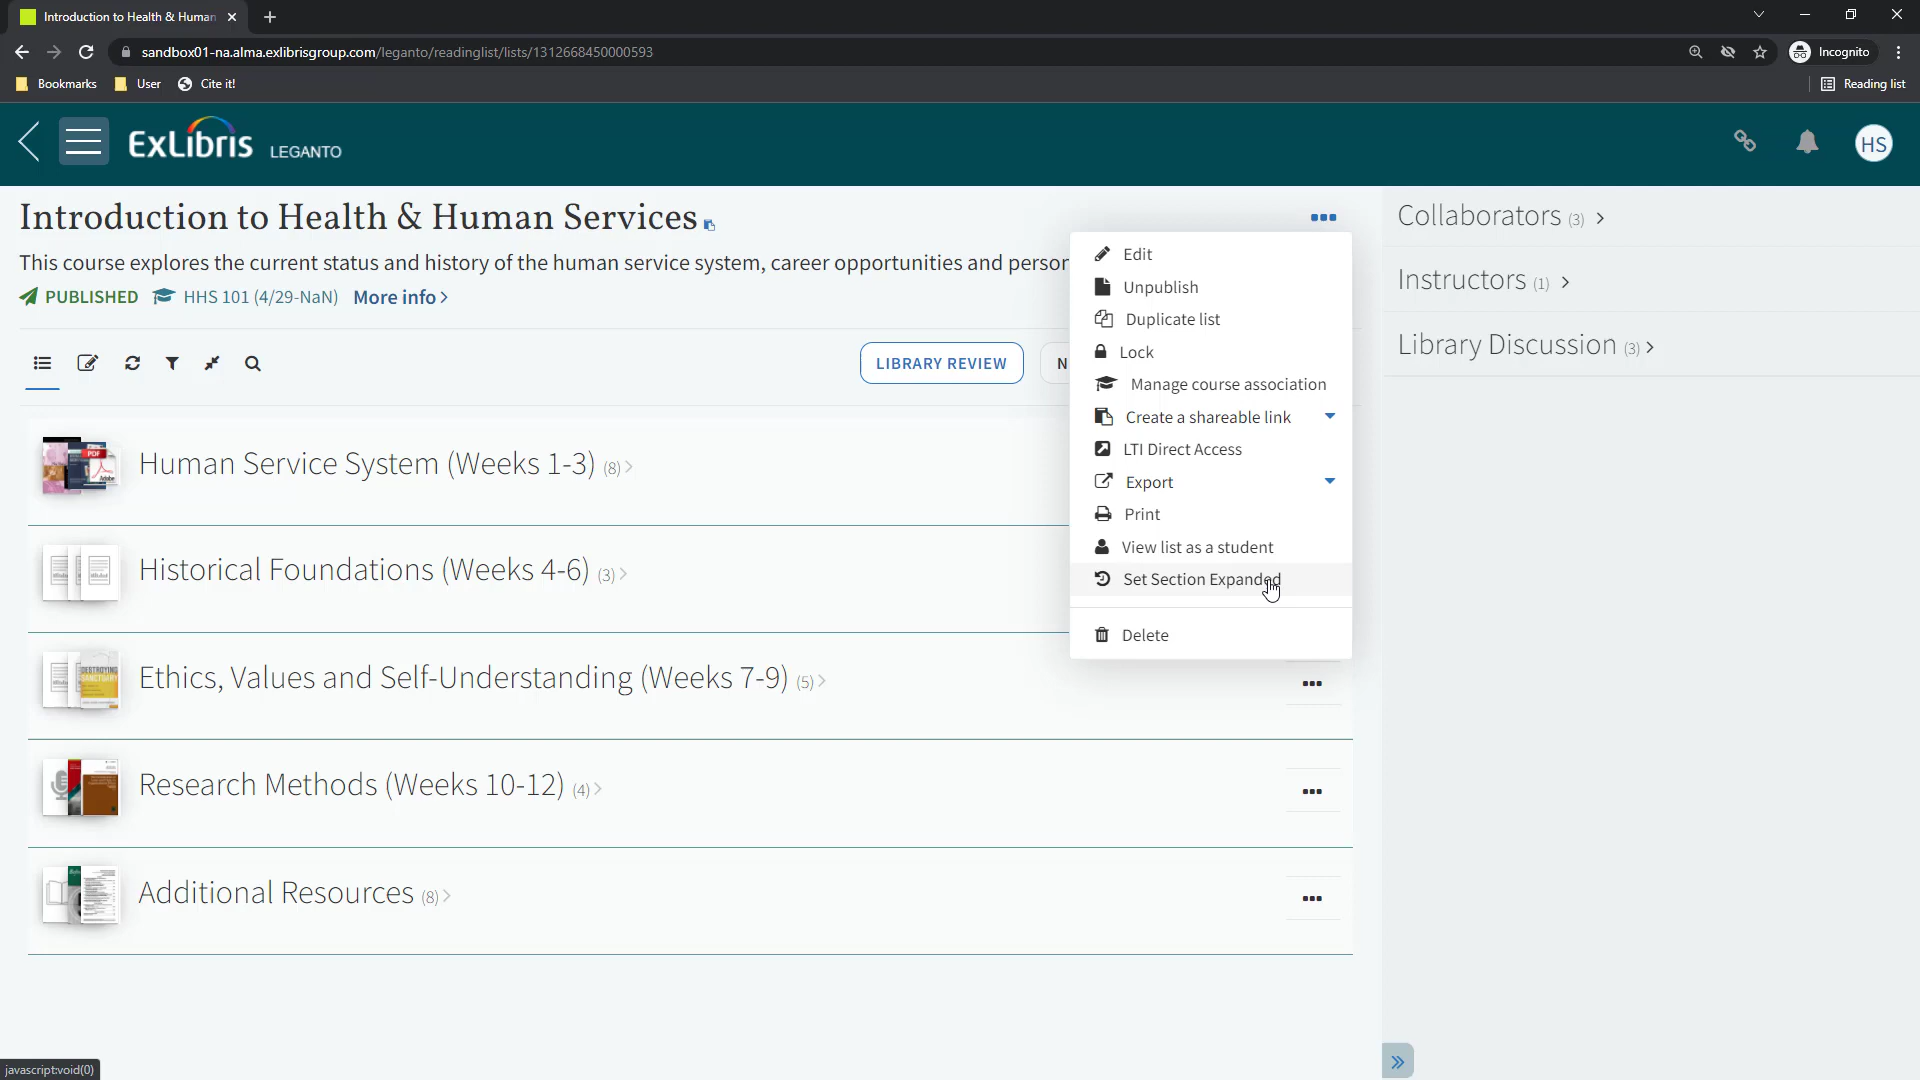 Introduction to Health & Human
sandbox01-na.alma.exlibrisgroup.com/leganto/readinglist/lists/1312668450000593
Incognito
Bookmarks
User
Cite it!
Reading list
ExLibris LEGANTO
HS
Introduction to Health & Human Services
This course explores the current status and history of the human service system, career opportunities and person
PUBLISHED HHS 101 (4/29-NaN) More info
LIBRARY REVIEW
N
Human Service System (Weeks 1-3) (8)
Historical Foundations (Weeks 4-6) (3)
Ethics, Values and Self-Understanding (Weeks 7-9) (5)
Research Methods (Weeks 10-12) (4)
Additional Resources (8)
Edit
Unpublish
Duplicate list
Lock
Manage course association
Create a shareable link
LTI Direct Access
Export
Print
View list as a student
Set Section Expanded
Delete
Collaborators (3)
Instructors (1)
Library Discussion (3)
PDF
Adobe
DESTROYING
SANCTUARY
javascript:void(0)